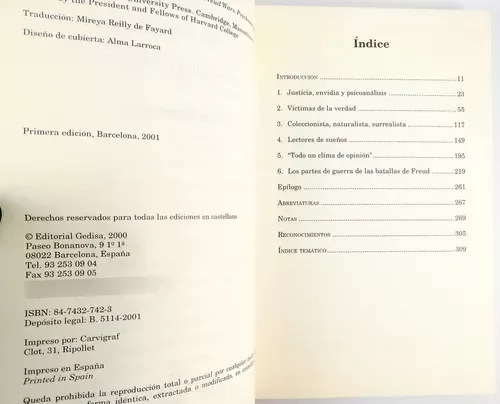 University Press. Cambridge,
by the President and Fellows of Harvard College
Traducción: Mireya Reilly de Fayard
Diseño de cubierta: Alma Larroca
Primera edición, Barcelona, 2001
Derechos reservados para todas las ediciones en castellano
© Editorial Gedisa, 2000
Paseo Bonanova, 9 1º 1ª
08022 Barcelona, España
Tel. 93 253 09 04
Fax 93 253 09 05
ISBN: 84-7432-742-3
Depósito legal: B. 5114-2001
Impreso por: Carvigraf
Clot, 31, Ripollet
Impreso en España
Printed in Spain
Queda prohibida la reproducción total o parcial por cualquier
forma idéntica, extractada o modificada, en
Índice
INTRODUCCIÓN 11
1. Justicia, envidia y psicoanálisis 23
2. Víctimas de la verdad 55
3. Coleccionista, naturalista, surrealista 117
4. Lectores de sueños 149
5. "Todo un clima de opinión" 195
6. Los partes de guerra de las batallas de Freud 219
Epílogo 261
ABREVIATURAS 267
NOTAS 269
RECONOCIMIENTOS 305
ÍNDICE TEMÁTICO 309